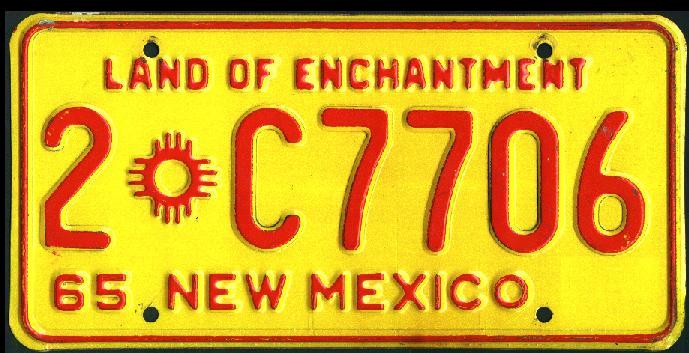 LAND OF ENCHANTMENT
2 C7706
65 NEW MEXICO